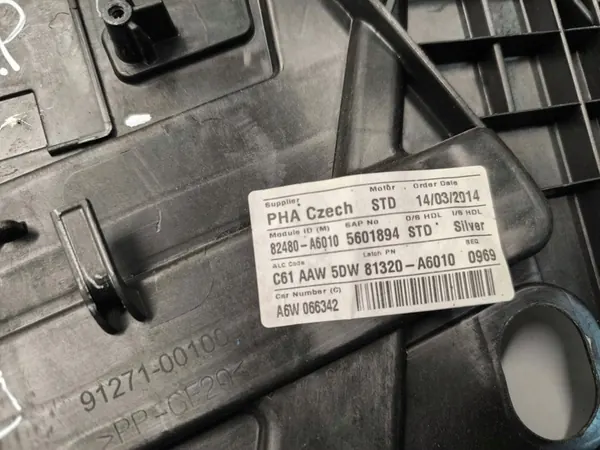 .P
Supplier Motor Order Date
PHA Czech STD 14/03/2014
Module ID (M) SAP No O/S HDL I/S HDL
82480-A6010 5601894 STD Silver
ALC Code Latch PN SEQ
C61 AAW 5DW 81320-A6010 0969
Car Number (C)
A6W 066342
91271-00100
>PP-GF20<